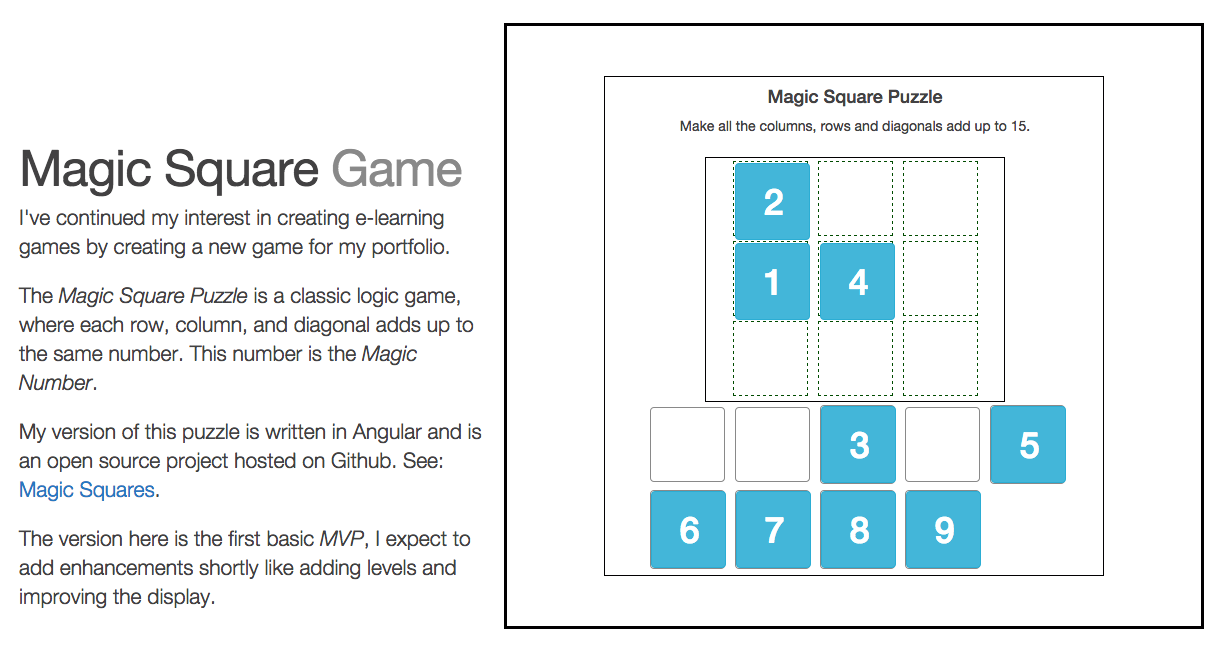 Magic Square Game
I've continued my interest in creating e-learning
games by creating a new game for my portfolio.
The Magic Square Puzzle is a classic logic game,
where each row, column, and diagonal adds up to
the same number. This number is the Magic
Number.
My version of this puzzle is written in Angular and is
an open source project hosted on Github. See:
Magic Squares.
The version here is the first basic MVP, I expect to
add enhancements shortly like adding levels and
improving the display.
Magic Square Puzzle
Make all the columns, rows and diagonals add up to 15.
2
1 4
3 5
6 7 8 9